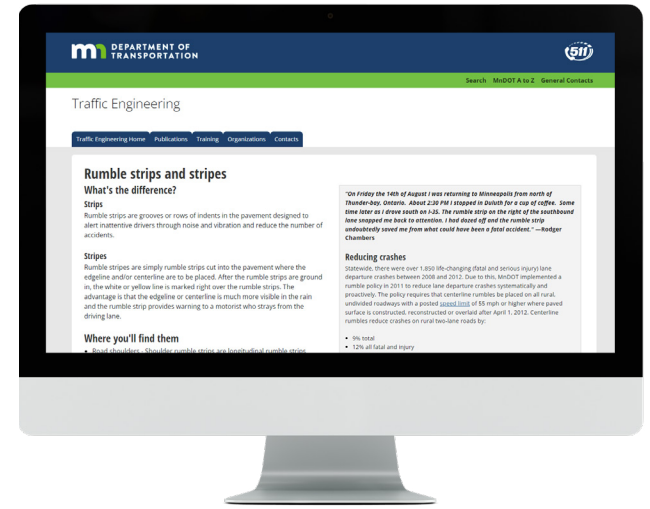 mn DEPARTMENT OF
TRANSPORTATION
511
Search MnDOT A to Z General Contacts
Traffic Engineering
Traffic Engineering Home Publications Training Organizations Contacts
Rumble strips and stripes
What's the difference?
Strips
Rumble strips are grooves or rows of indents in the pavement designed to
alert inattentive drivers through noise and vibration and reduce the number of
accidents.
Stripes
Rumble stripes are simply rumble strips cut into the pavement where the
edgeline and/or centerline are to be placed. After the rumble strips are ground
in, the white or yellow line is marked right over the rumble strips. The
advantage is that the edgeline or centerline is much more visible in the rain
and the rumble strip provides warning to a motorist who strays from the
driving lane.
Where you'll find them
• Road shoulders - Shoulder rumble strips are longitudinal rumble strips
"On Friday the 14th of August I was returning to Minneapolis from north of
Thunder-bay, Ontario. About 2:30 PM I stopped in Duluth for a cup of coffee. Some
time later as I drove south on I-35. The rumble strip on the right of the southbound
lane snapped me back to attention. I had dozed off and the rumble strip
undoubtedly saved me from what could have been a fatal accident." —Rodger
Chambers
Reducing crashes
Statewide, there were over 1,850 life-changing (fatal and serious injury) lane
departure crashes between 2008 and 2012. Due to this, MnDOT implemented a
rumble policy in 2011 to reduce lane departure crashes systematically and
proactively. The policy requires that centerline rumbles be placed on all rural,
undivided roadways with a posted speed limit of 55 mph or higher where paved
surface is constructed, reconstructed or overlaid after April 1, 2012. Centerline
rumbles reduce crashes on rural two-lane roads by:
• 9% total
• 12% all fatal and injury